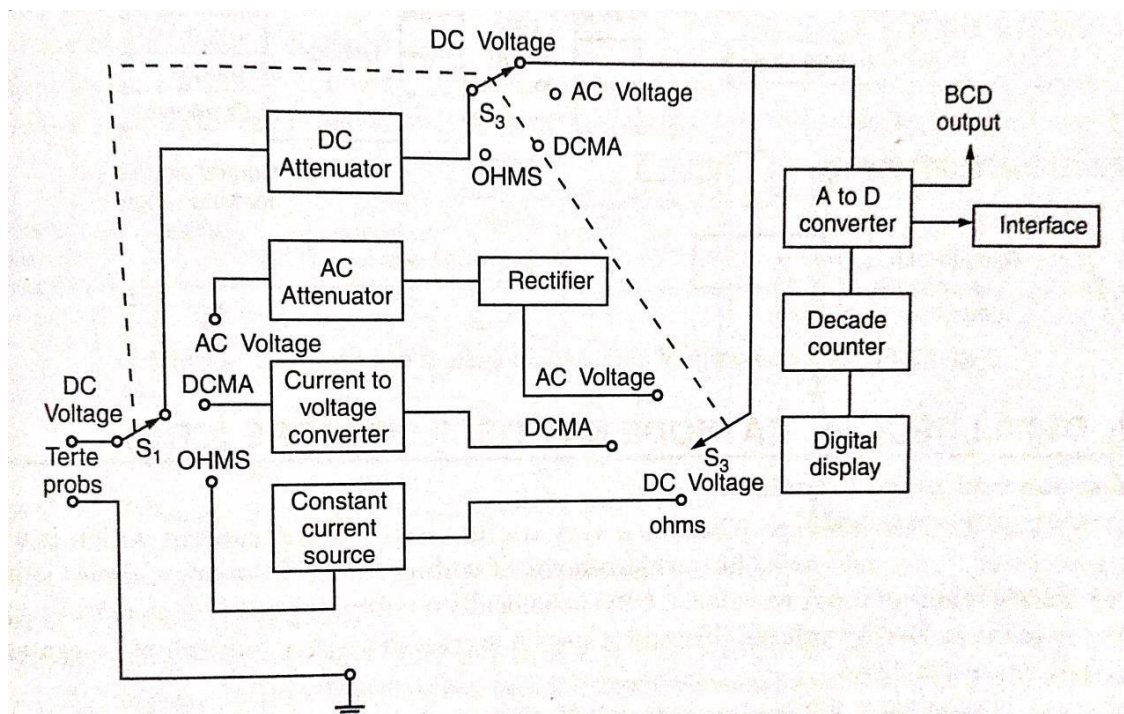 DC Voltage
AC Voltage
S3
DCMA
OHMS
DC
Attenuator
BCD
output
A to D
converter
Interface
AC
Attenuator
Rectifier
AC Voltage
Decade
counter
DC
Voltage
S1
DCMA
Current to
voltage
converter
AC Voltage
DCMA
S3
DC Voltage
ohms
Digital
display
Terte
probs
OHMS
Constant
current
source